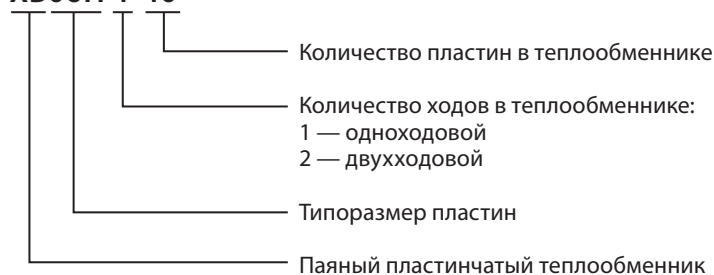 Количество пластин в теплообменнике
Количество ходов в теплообменнике:
1 — одноходовой
2 — двухходовой
Типоразмер пластин
Паяный пластинчатый теплообменник